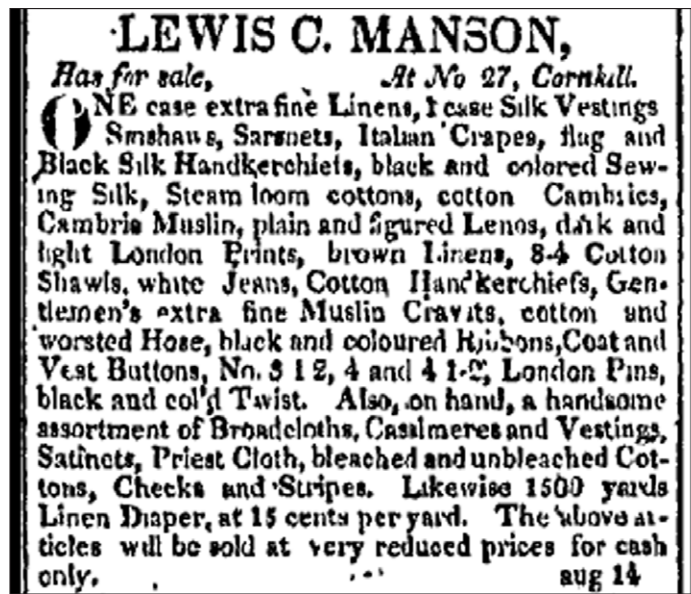 LEWIS C. MANSON,
Has for sale, At No 27, Cornhill.
ONE case extra fine Linens, 1 case Silk Vestings
Sinshaws, Sarsnets, Italian Crapes, flag and
Black Silk Handkerchiefs, black and colored Sew-
ing Silk, Steam loom cottons, cotton Cambrics,
Cambric Muslin, plain and figured Lenos, dark and
light London Prints, brown Linens, 8-4 Cotton
Shawls, white Jeans, Cotton Handkerchiefs, Gen-
tlemen's extra fine Muslin Cravats, cotton and
worsted Hose, black and coloured Ribbons, Coat and
Vest Buttons, No. 3 1 2, 4 and 4 1-2, London Pins,
black and col'd Twist. Also, on hand, a handsome
assortment of Broadcloths, Cassimeres and Vestings,
Satinets, Priest Cloth, bleached and unbleached Cot-
tons, Checks and Stripes. Likewise 1500 yards
Linen Diaper, at 15 cents per yard. The above ar-
ticles will be sold at very reduced prices for cash
only. aug 14